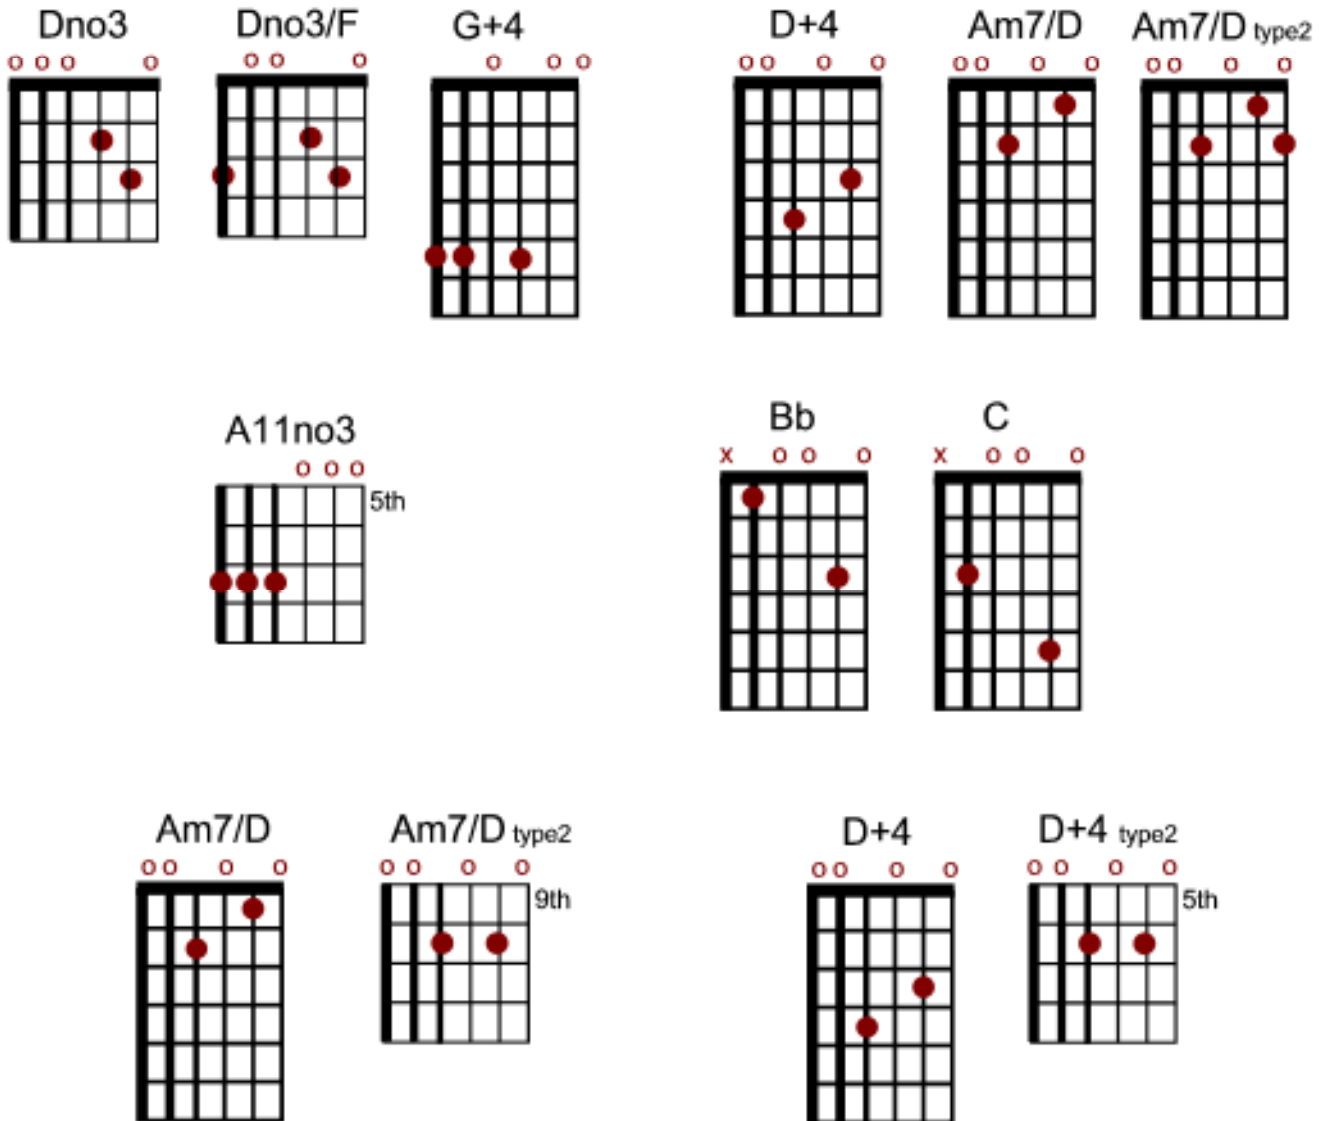 Dno3 Dno3/F G+4 D+4 Am7/D Am7/D type2
o o o o o o o o o o o o o o o o o o o o o o
A11no3 Bb C
o o o x o o o x o o o
5th
Am7/D Am7/D type2 D+4 D+4 type2
o o o o o o o o o o o o o o o o
9th 5th